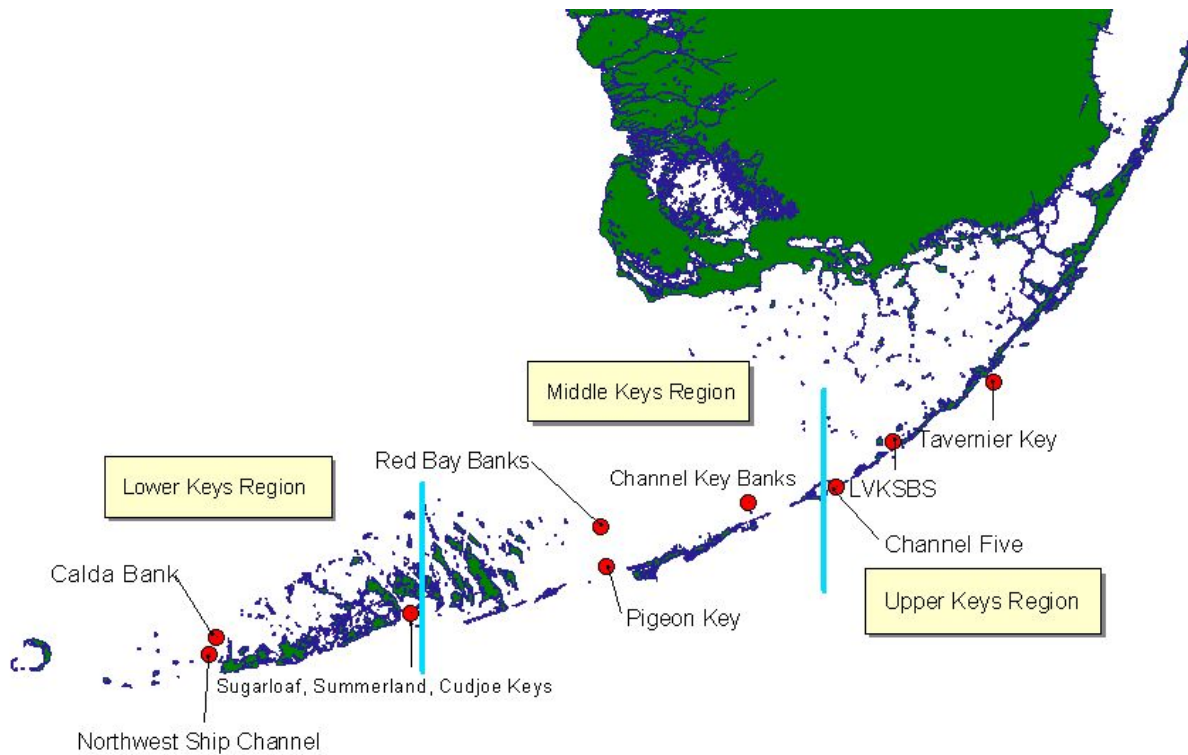 Middle Keys Region
Tavernier Key
Red Bay Banks
Channel Key Banks
Lower Keys Region
LVKSBS
Channel Five
Calda Bank
Upper Keys Region
Pigeon Key
Sugarloaf, Summerland, Cudjoe Keys
Northwest Ship Channel